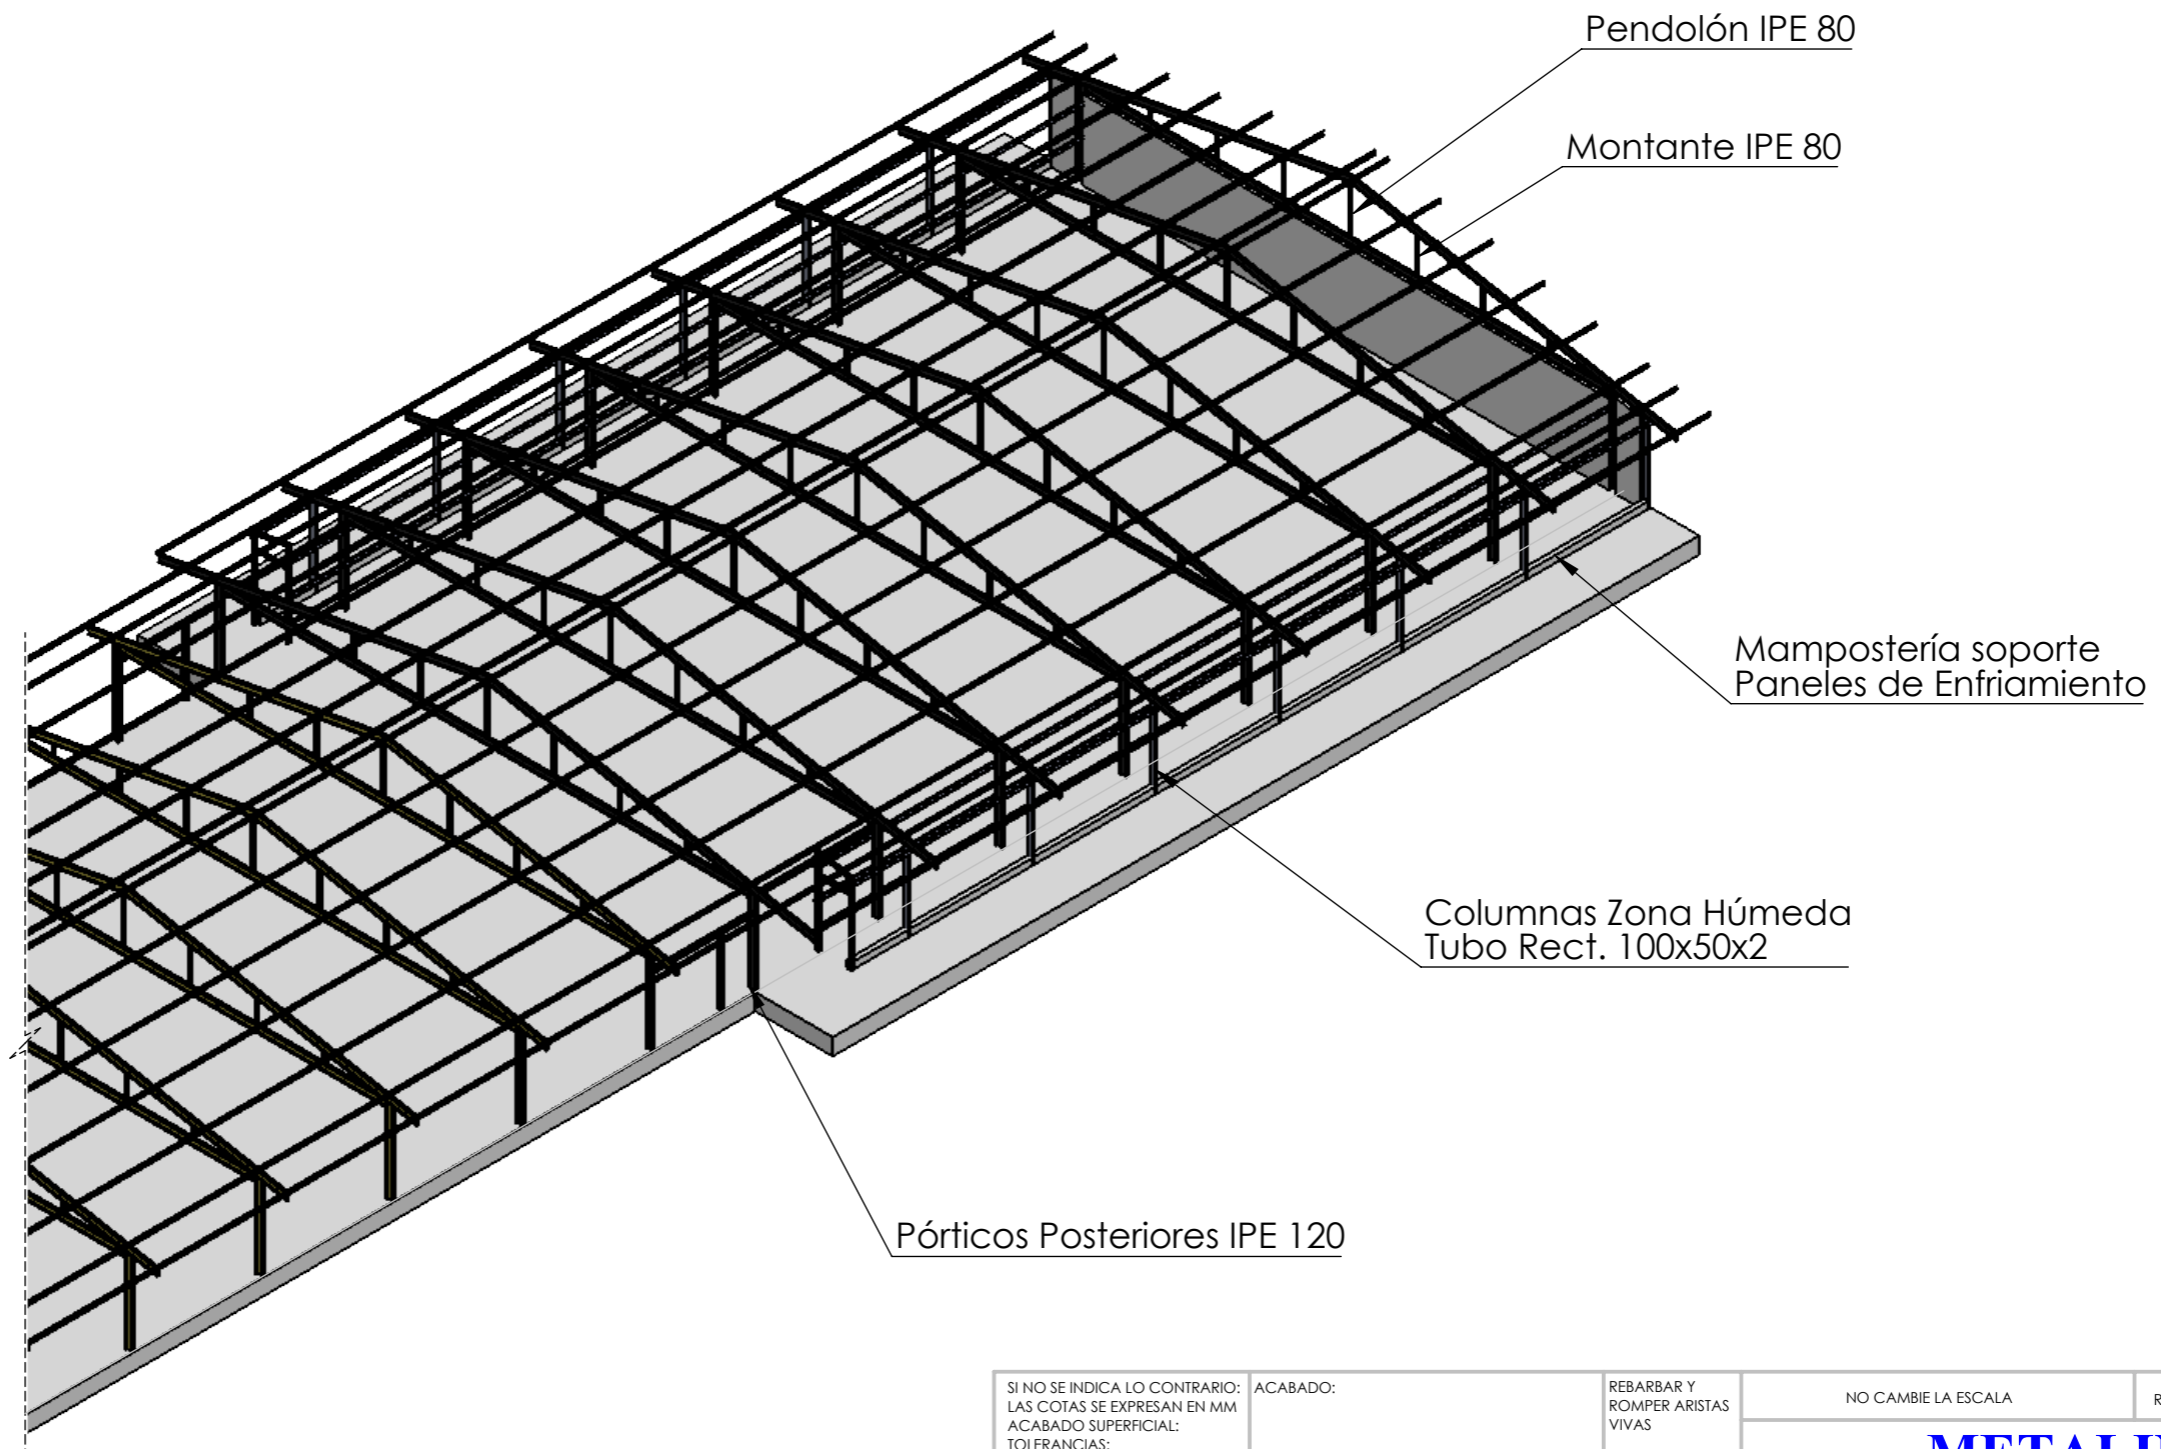 Pendolón IPE 80
Montante IPE 80
Mampostería soporte
Paneles de Enfriamiento
Columnas Zona Húmeda
Tubo Rect. 100x50x2
Pórticos Posteriores IPE 120
SI NO SE INDICA LO CONTRARIO:
LAS COTAS SE EXPRESAN EN MM
ACABADO SUPERFICIAL:
TOLERANCIAS:
ACABADO:
REBARBAR Y
ROMPER ARISTAS
VIVAS
NO CAMBIE LA ESCALA